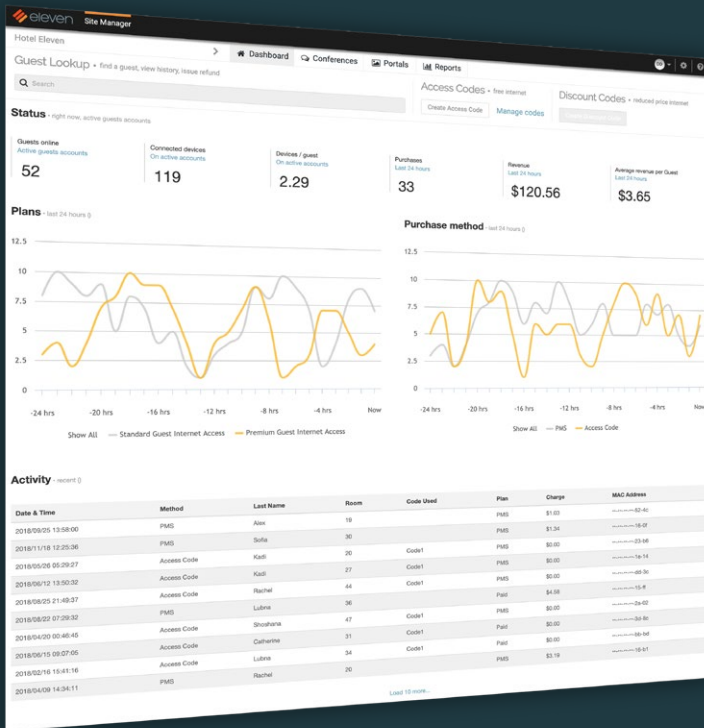 eleven Site Manager
Hotel Eleven
Dashboard Conferences Portals Reports
Guest Lookup • find a guest, view history, issue refund
Search
Access Codes • free internet
Create Access Code Manage codes
Discount Codes • reduced price internet
Create Discount Code
Status - right now, active guests accounts
Guests online
Active guests accounts
52
Connected devices
On active accounts
119
Devices / guest
On active accounts
2.29
Purchases
Last 24 hours
33
Revenue
Last 24 hours
$120.56
Average revenue per Guest
Last 24 hours
$3.65
Plans - last 24 hours ()
12.5
10
7.5
5
2.5
0
-24 hrs -20 hrs -16 hrs -12 hrs -8 hrs -4 hrs Now
Show All Standard Guest Internet Access Premium Guest Internet Access
Purchase method - last 24 hours ()
12.5
10
7.5
5
2.5
0
-24 hrs -20 hrs -16 hrs -12 hrs -8 hrs -4 hrs Now
Show All PMS Access Code
Activity - recent ()
Date & Time Method Last Name Room Code Used Plan Charge MAC Address
2018/09/25 13:58:00 PMS Alex 19 PMS $1.03
2018/11/18 12:25:36 PMS Sofia 30 PMS $1.34
2018/05/26 05:29:27 Access Code Kadi 20 Code1 PMS $0.00
2018/06/12 13:50:32 Access Code Kadi 27 Code1 PMS $0.00
2018/08/25 21:49:37 Access Code Rachel 44 Code1 PMS $0.00
2018/08/22 07:29:32 PMS Lubna 36 Paid $4.08
2018/04/20 00:46:45 Access Code Shoshana 47 Code1 PMS $0.00
2018/06/15 09:07:05 Access Code Catherine 31 Code1 Paid $0.00
2018/02/16 15:41:16 Access Code Lubna 34 Code1 Paid $0.00
2018/04/09 14:34:11 PMS Rachel 20 PMS $3.19
Load 10 more...